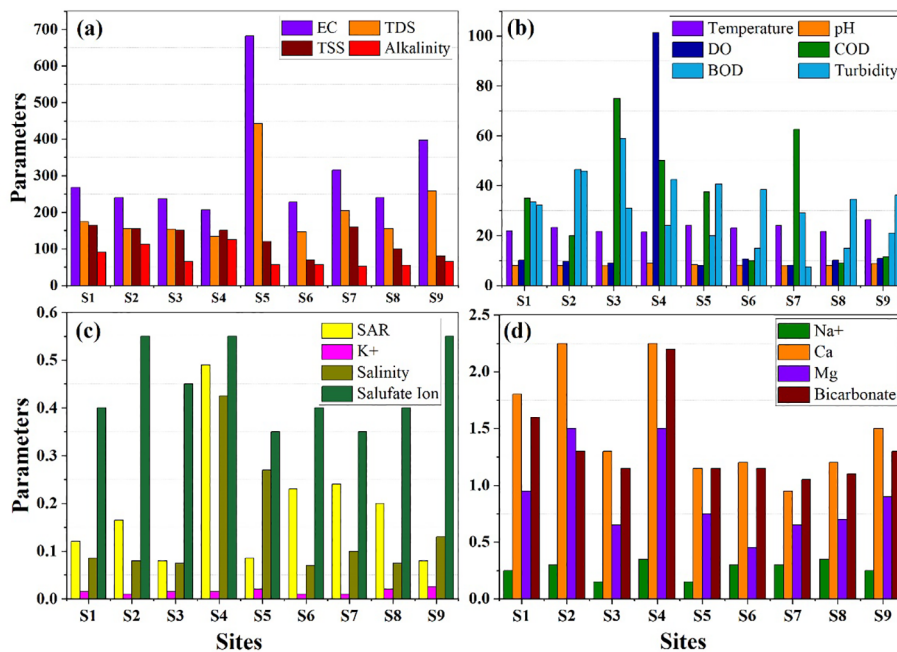 (a)
EC TDS
TSS Alkalinity
Parameters
700
600
500
400
300
200
100
0
S1 S2 S3 S4 S5 S6 S7 S8 S9
(b)
Temperature pH
DO COD
BOD Turbidity
100
80
60
40
20
0
S1 S2 S3 S4 S5 S6 S7 S8 S9
(c)
SAR
K+
Salinity
Salufate Ion
Parameters
0.6
0.5
0.4
0.3
0.2
0.1
0.0
S1 S2 S3 S4 S5 S6 S7 S8 S9
Sites
(d)
Na+
Ca
Mg
Bicarbonate
2.5
2.0
1.5
1.0
0.5
0.0
S1 S2 S3 S4 S5 S6 S7 S8 S9
Sites